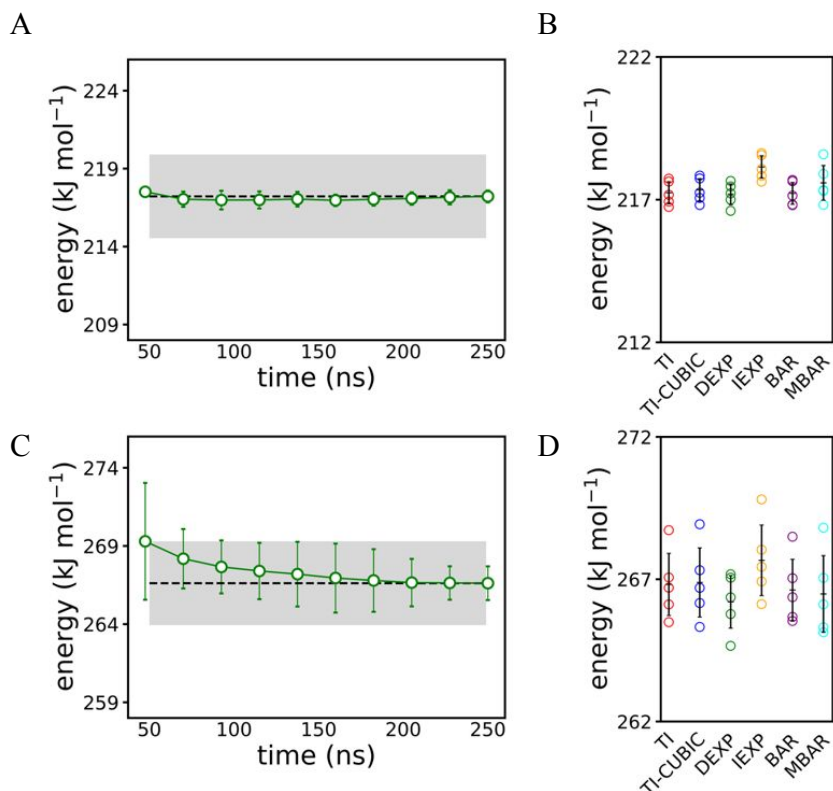 A
energy (kJ mol⁻¹)
224
219
214
209
50 100 150 200 250
time (ns)
B
energy (kJ mol⁻¹)
222
217
212
TI TI-CUBIC DEXP IEXP BAR MBAR
C
energy (kJ mol⁻¹)
274
269
264
259
50 100 150 200 250
time (ns)
D
energy (kJ mol⁻¹)
272
267
262
TI TI-CUBIC DEXP IEXP BAR MBAR